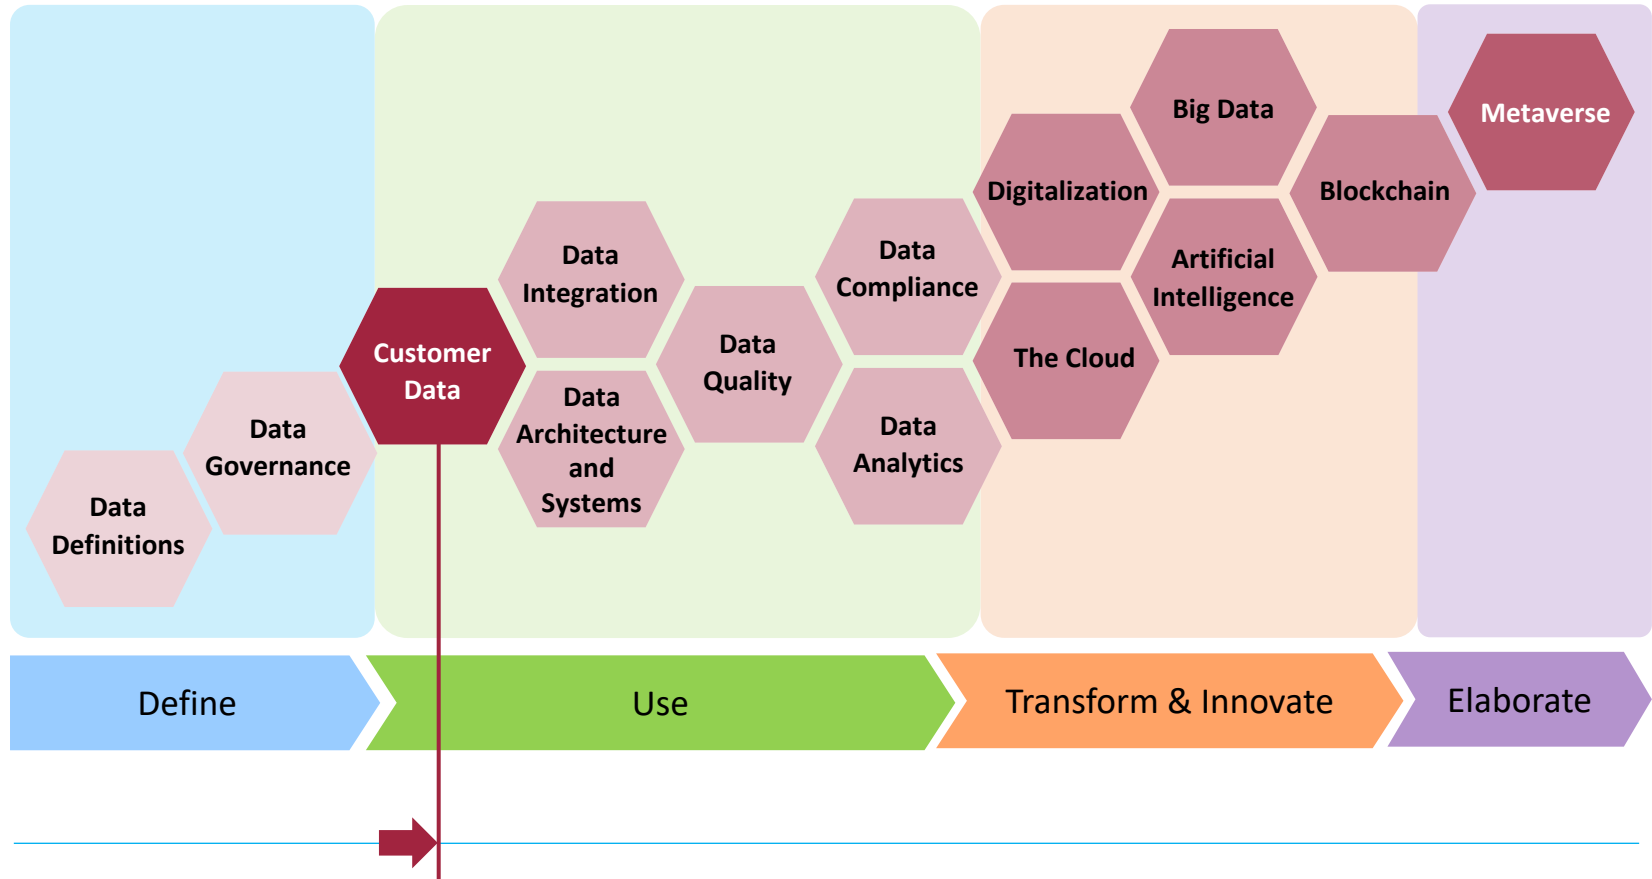 Data
Definitions
Data
Governance
Customer
Data
Data
Integration
Data
Architecture
and
Systems
Data
Quality
Data
Compliance
Data
Analytics
Digitalization
The Cloud
Big Data
Artificial
Intelligence
Blockchain
Metaverse
Define
Use
Transform & Innovate
Elaborate